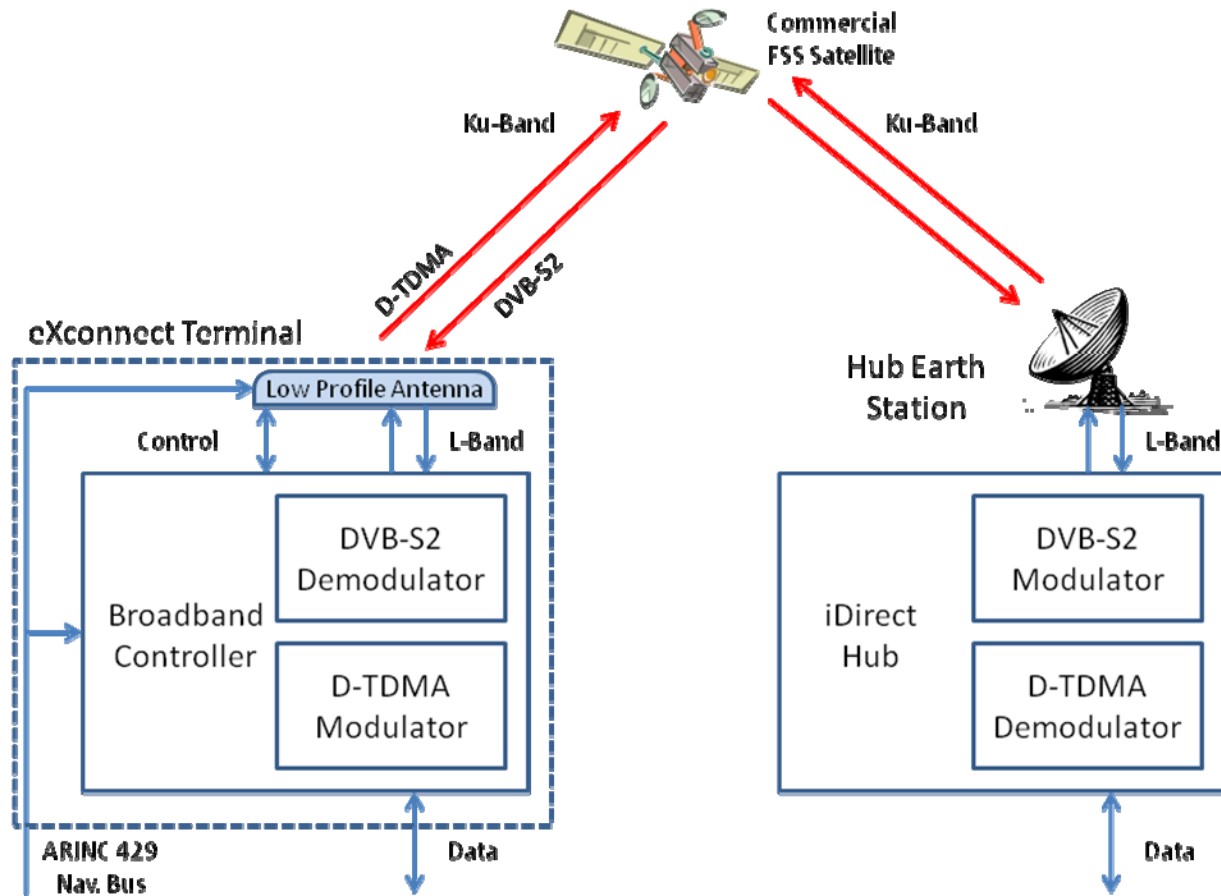 Commercial
FSS Satellite
Ku-Band
Ku-Band
D-TDMA
DVB-S2
eXconnect Terminal
Low Profile Antenna
Hub Earth
Station
Control
L-Band
L-Band
DVB-S2
Demodulator
Broadband
Controller
D-TDMA
Modulator
DVB-S2
Modulator
iDirect
Hub
D-TDMA
Demodulator
ARINC 429
Nav. Bus
Data
Data